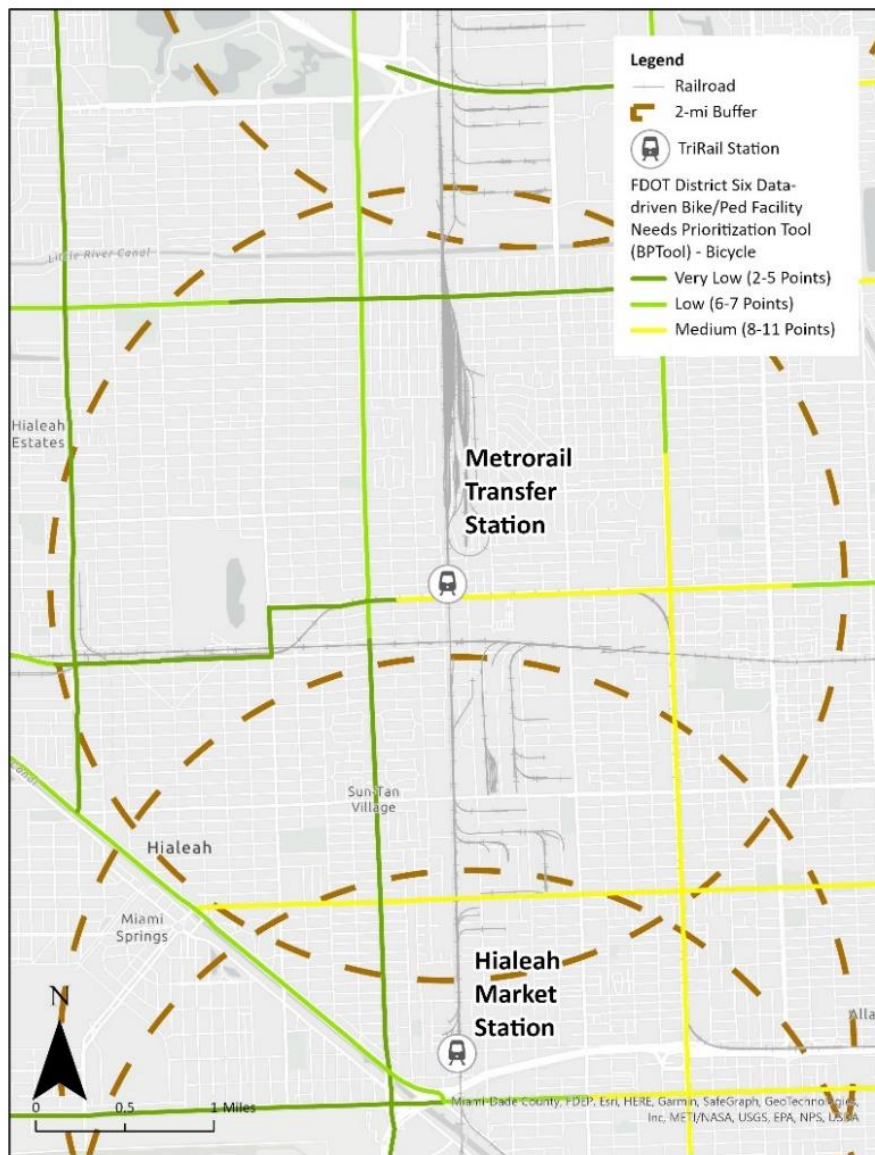 Legend
Railroad
2-mi Buffer
TriRail Station
FDOT District Six Data-
driven Bike/Ped Facility
Needs Prioritization Tool
(BPTool) - Bicycle
Very Low (2-5 Points)
Low (6-7 Points)
Medium (8-11 Points)
Little River Canal
Hialeah
Estates
Metrorail
Transfer
Station
Canal
Sun-Tan
Village
Hialeah
Miami
Springs
Hialeah
Market
Station
N
Alla
0 0.5 1 Miles
Miami-Dade County, FDEP, Esri, HERE, Garmin, SafeGraph, GeoTechnologies,
Inc, METI/NASA, USGS, EPA, NPS, USDA